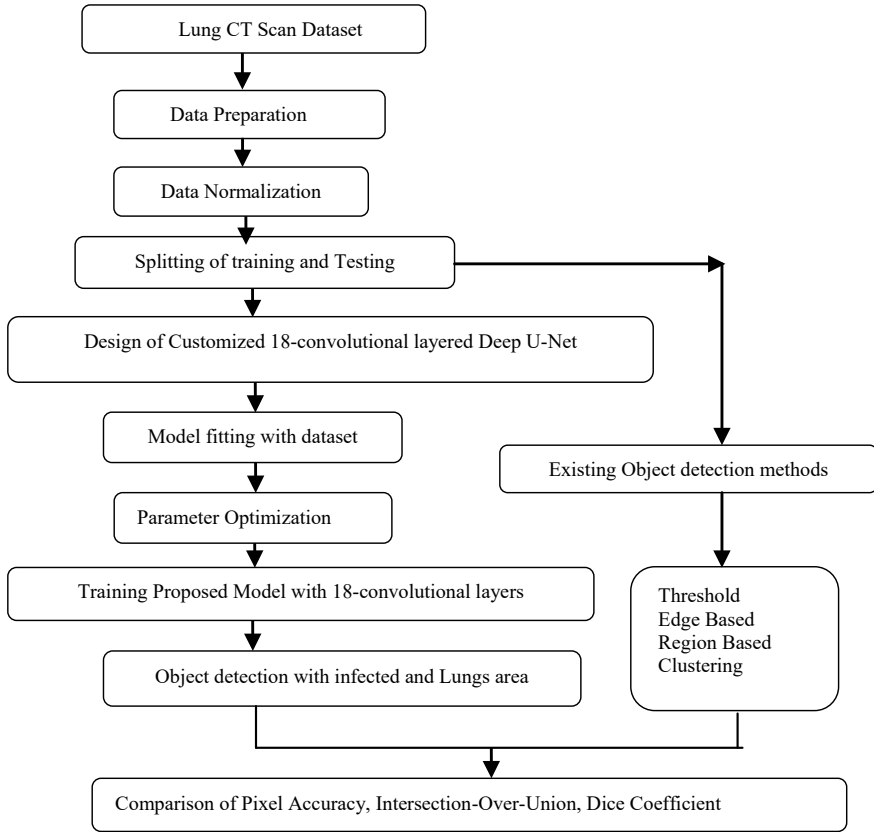 Lung CT Scan Dataset
Data Preparation
Data Normalization
Splitting of training and Testing
Design of Customized 18-convolutional layered Deep U-Net
Model fitting with dataset
Existing Object detection methods
Parameter Optimization
Training Proposed Model with 18-convolutional layers
Threshold
Edge Based
Region Based
Clustering
Object detection with infected and Lungs area
Comparison of Pixel Accuracy, Intersection-Over-Union, Dice Coefficient